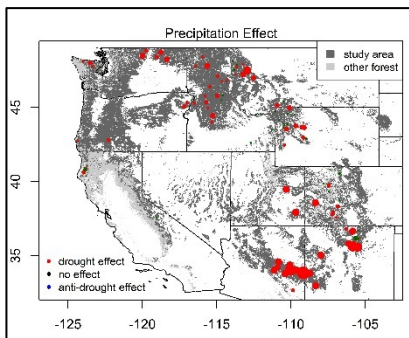 Precipitation Effect
study area
other forest
45
40
35
drought effect
no effect
anti-drought effect
-125 -120 -115 -110 -105